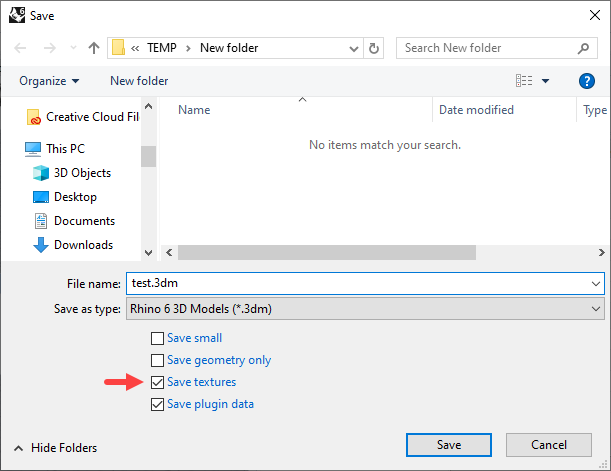 Save
« TEMP › New folder
Search New folder
Organize
New folder
Name
Date modified
Type
Creative Cloud Fil
No items match your search.
This PC
3D Objects
Desktop
Documents
Downloads
File name: test.3dm
Save as type: Rhino 6 3D Models (*.3dm)
Save small
Save geometry only
Save textures
Save plugin data
Hide Folders
Save
Cancel